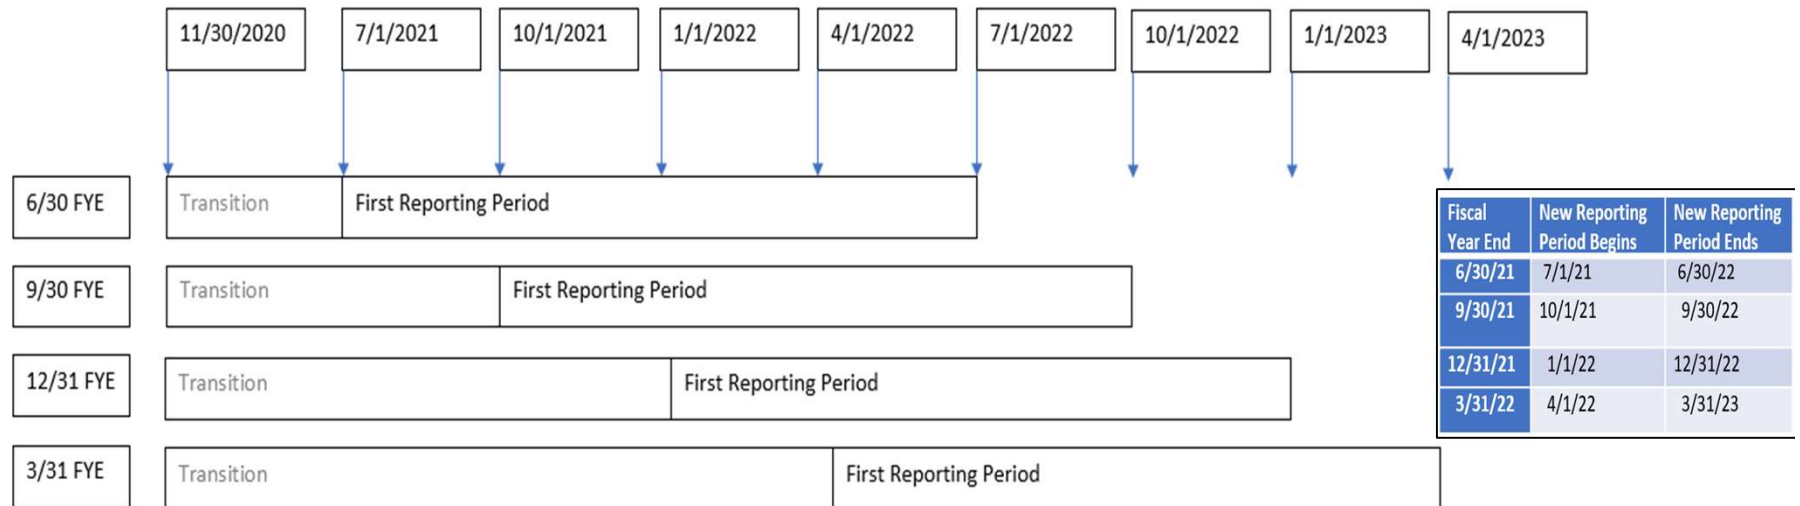 11/30/2020 7/1/2021 10/1/2021 1/1/2022 4/1/2022 7/1/2022 10/1/2022 1/1/2023 4/1/2023
6/30 FYE Transition First Reporting Period
9/30 FYE Transition First Reporting Period
12/31 FYE Transition First Reporting Period
3/31 FYE Transition First Reporting Period
Fiscal New Reporting New Reporting
Year End Period Begins Period Ends
6/30/21 7/1/21 6/30/22
9/30/21 10/1/21 9/30/22
12/31/21 1/1/22 12/31/22
3/31/22 4/1/22 3/31/23